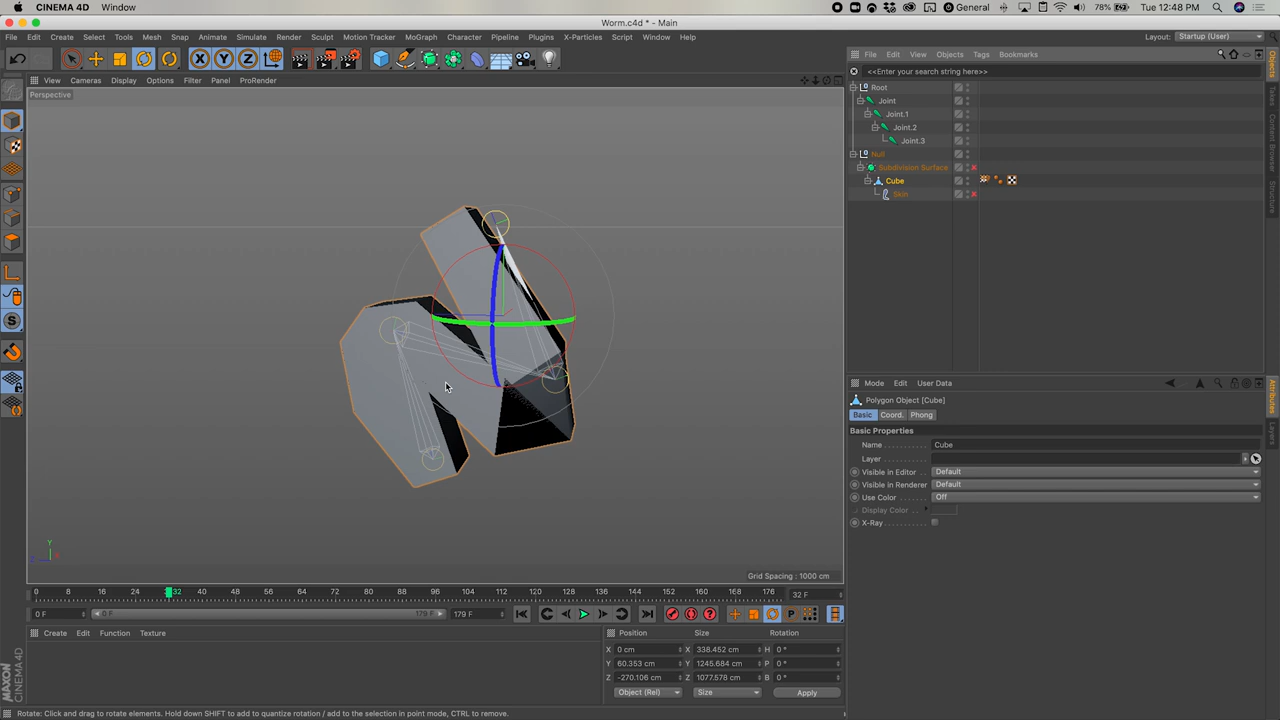 CINEMA 4D Window
General 78% Tue 12:48 PM
Worm.c4d * - Main
File Edit Create Select Tools Mesh Snap Animate Simulate Render Sculpt Motion Tracker MoGraph Character Pipeline Plugins X-Particles Script Window Help
Layout: Startup (User)
X Y Z
File Edit View Objects Tags Bookmarks
<<Enter your search string here>>
View Cameras Display Options Filter Panel ProRender
Perspective
Root
Joint
Joint.1
Joint.2
Joint.3
Null
Subdivision Surface
Cube
Skin
Objects
Takes
Content Browser
Structure
Mode Edit User Data
Polygon Object [Cube]
Basic Coord. Phong
Basic Properties
Name Cube
Layer
Visible in Editor Default
Visible in Renderer Default
Use Color Off
Display Color
X-Ray
Attributes
Layers
Y
Z X
Grid Spacing : 1000 cm
0 8 16 24 32 40 48 56 64 72 80 88 96 104 112 120 128 136 144 152 160 168 176
32 F
0 F 0 F 179 F 179 F
P
Create Edit Function Texture
Position Size Rotation
X 0 cm X 338.452 cm H 0 °
Y 60.353 cm Y 1245.684 cm P 0 °
Z -270.106 cm Z 1077.578 cm B 0 °
Object (Rel) Size Apply
MAXON CINEMA 4D
Rotate: Click and drag to rotate elements. Hold down SHIFT to add to quantize rotation / add to the selection in point mode, CTRL to remove.